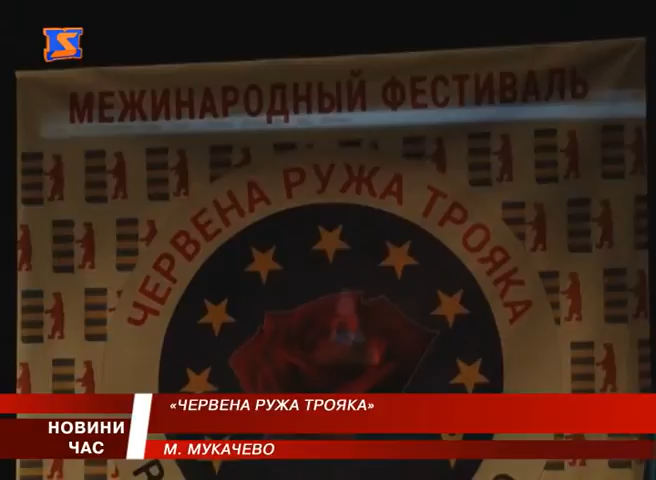 МЕЖИНАРОДНЫЙ ФЕСТИВАЛЬ
ЧЕРВЕНА РУЖА ТРОЯКА
«ЧЕРВЕНА РУЖА ТРОЯКА»
НОВИНИ
ЧАС
М. МУКАЧЕВО